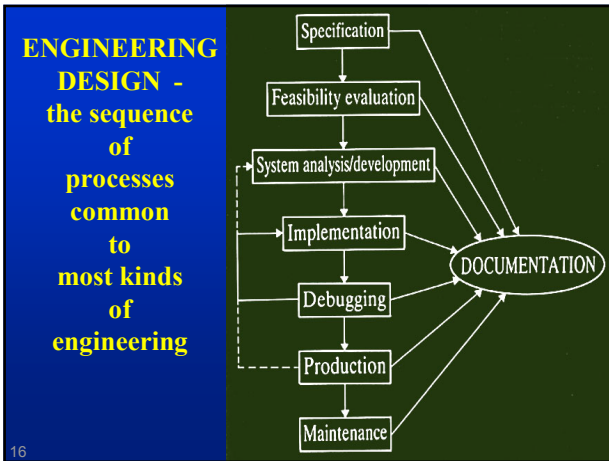 ENGINEERING
DESIGN -
the sequence
of
processes
common
to
most kinds
of
engineering
Specification
Feasibility evaluation
System analysis/development
Implementation
DOCUMENTATION
Debugging
Production
Maintenance
16